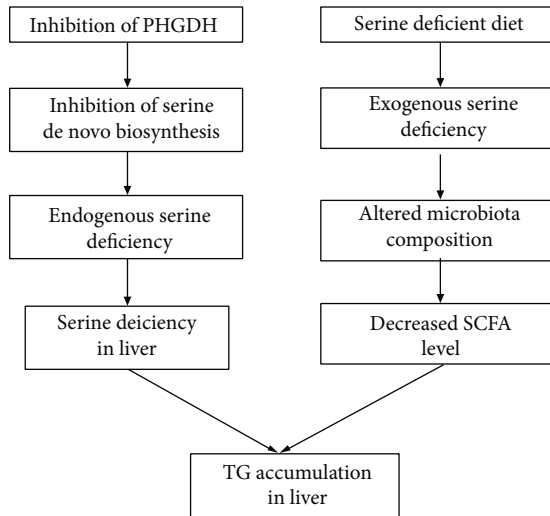 Inhibition of PHGDH
Inhibition of serine
de novo biosynthesis
Endogenous serine
deficiency
Serine deiciency
in liver
Serine deficient diet
Exogenous serine
deficiency
Altered microbiota
composition
Decreased SCFA
level
TG accumulation
in liver